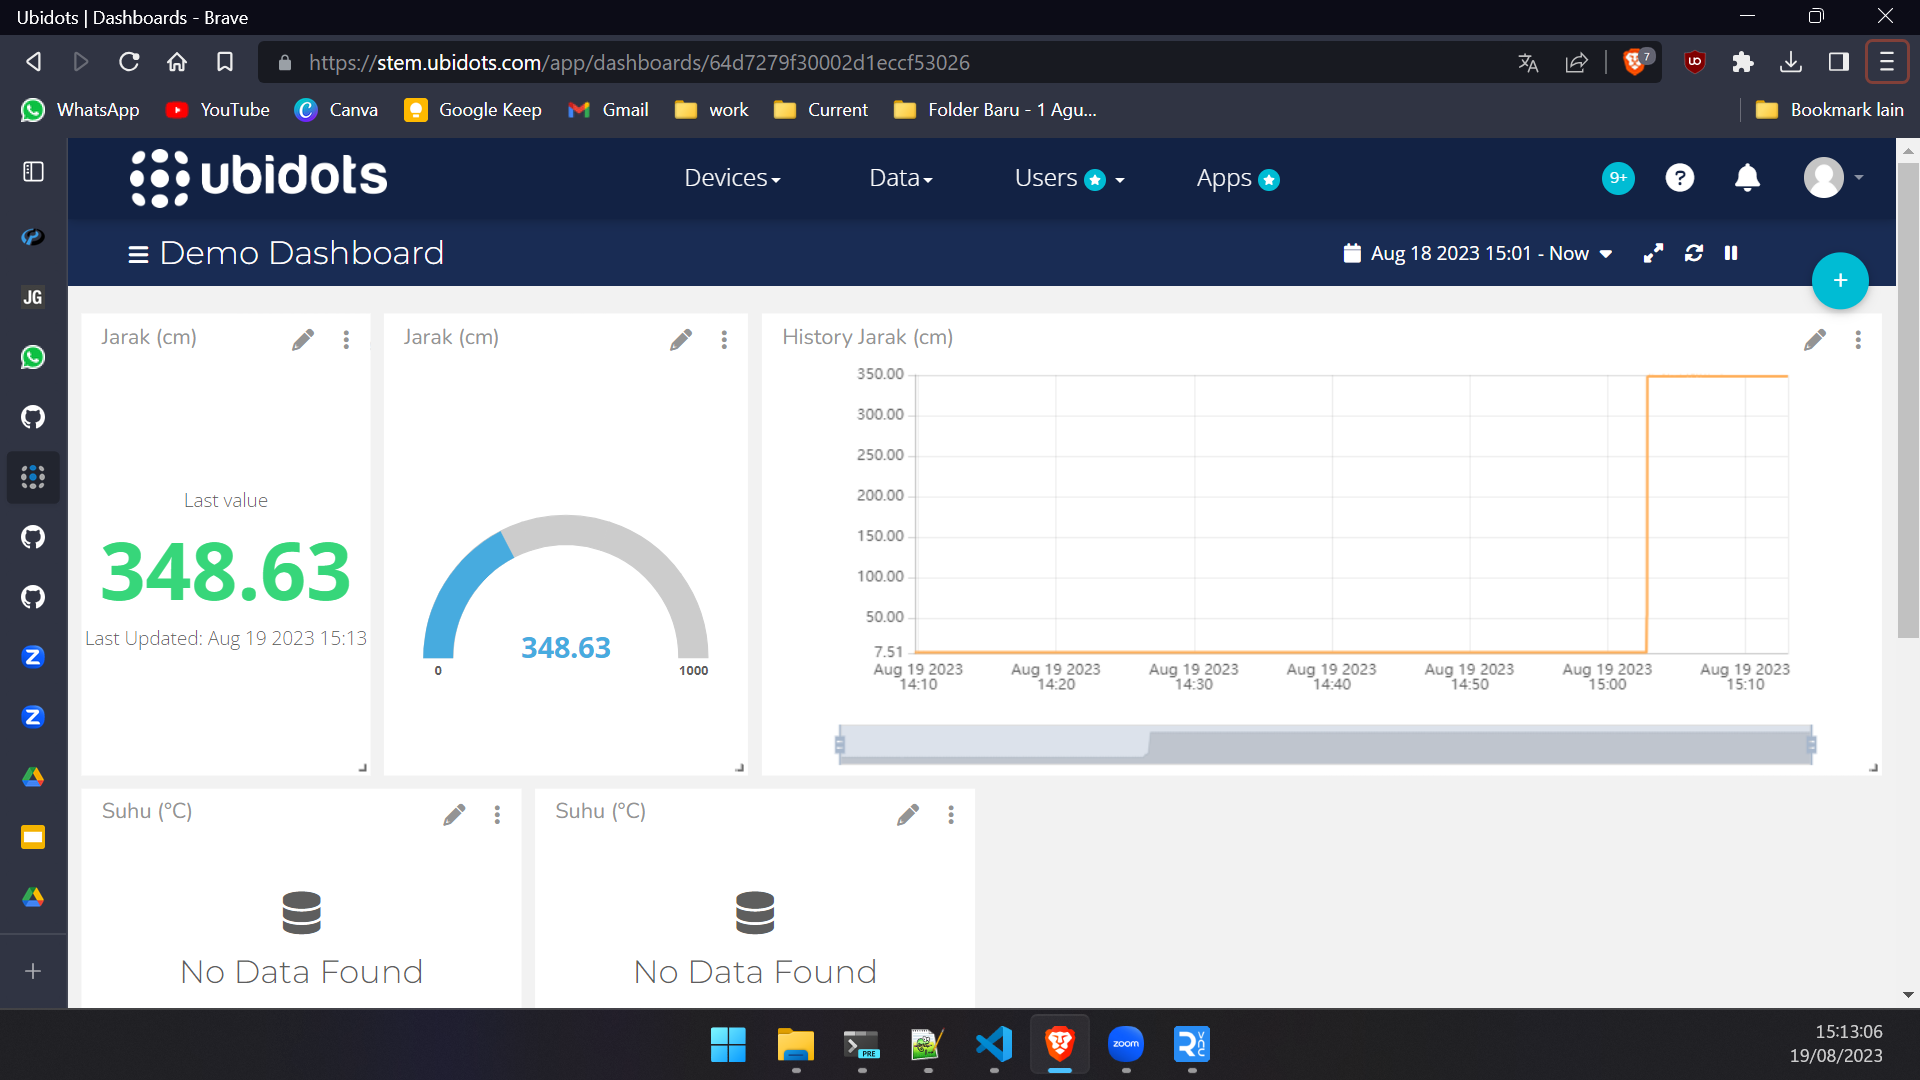 Ubidots | Dashboards - Brave
https://stem.ubidots.com/app/dashboards/64d7279f30002d1eccf53026
7
UD
WhatsApp
YouTube
Canva
Google Keep
Gmail
work
Current
Folder Baru - 1 Agu...
Bookmark lain
ubidots
Devices
Data
Users
Apps
9+
?
JG
Demo Dashboard
Aug 18 2023 15:01 - Now
+
Jarak (cm)
Last value
348.63
Last Updated: Aug 19 2023 15:13
Jarak (cm)
348.63
0
1000
History Jarak (cm)
350.00
300.00
250.00
200.00
150.00
100.00
50.00
7.51
Aug 19 2023
14:10
Aug 19 2023
14:20
Aug 19 2023
14:30
Aug 19 2023
14:40
Aug 19 2023
14:50
Aug 19 2023
15:00
Aug 19 2023
15:10
Suhu (°C)
No Data Found
Suhu (°C)
No Data Found
PRE
zoom
15:13:06
19/08/2023